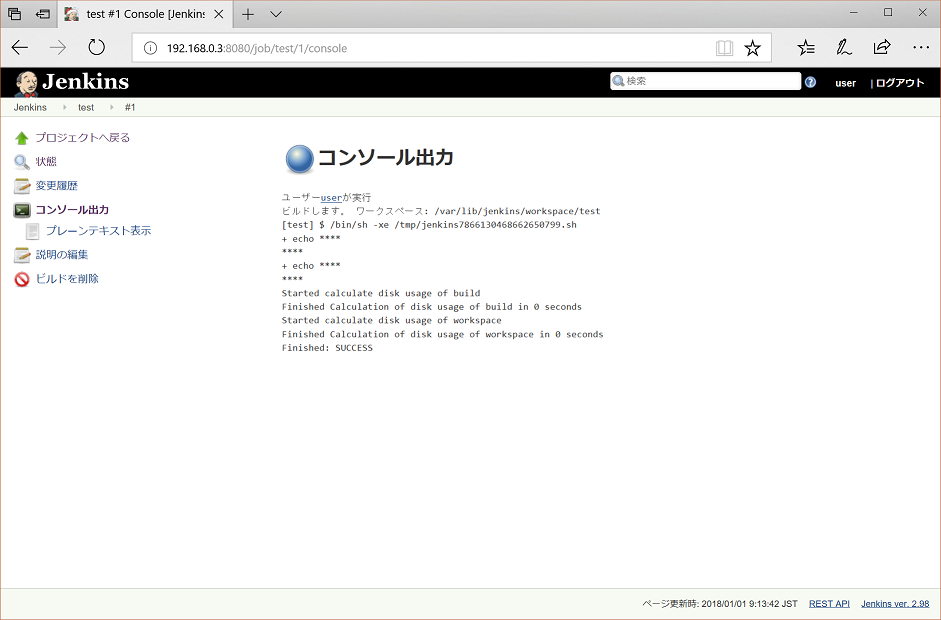 test #1 Console [Jenkins
192.168.0.3:8080/job/test/1/console
Jenkins
検索
user
|ログアウト
Jenkins
test
#1
プロジェクトへ戻る
状態
変更履歴
コンソール出力
プレーンテキスト表示
説明の編集
ビルドを削除
コンソール出力
ユーザーuserが実行
ビルドします。 ワークスペース: /var/lib/jenkins/workspace/test
[test] $ /bin/sh -xe /tmp/jenkins7866130468662650799.sh
+ echo ****
****
+ echo ****
****
Started calculate disk usage of build
Finished Calculation of disk usage of build in 0 seconds
Started calculate disk usage of workspace
Finished Calculation of disk usage of workspace in 0 seconds
Finished: SUCCESS
ページ更新時: 2018/01/01 9:13:42 JST REST API Jenkins ver. 2.98